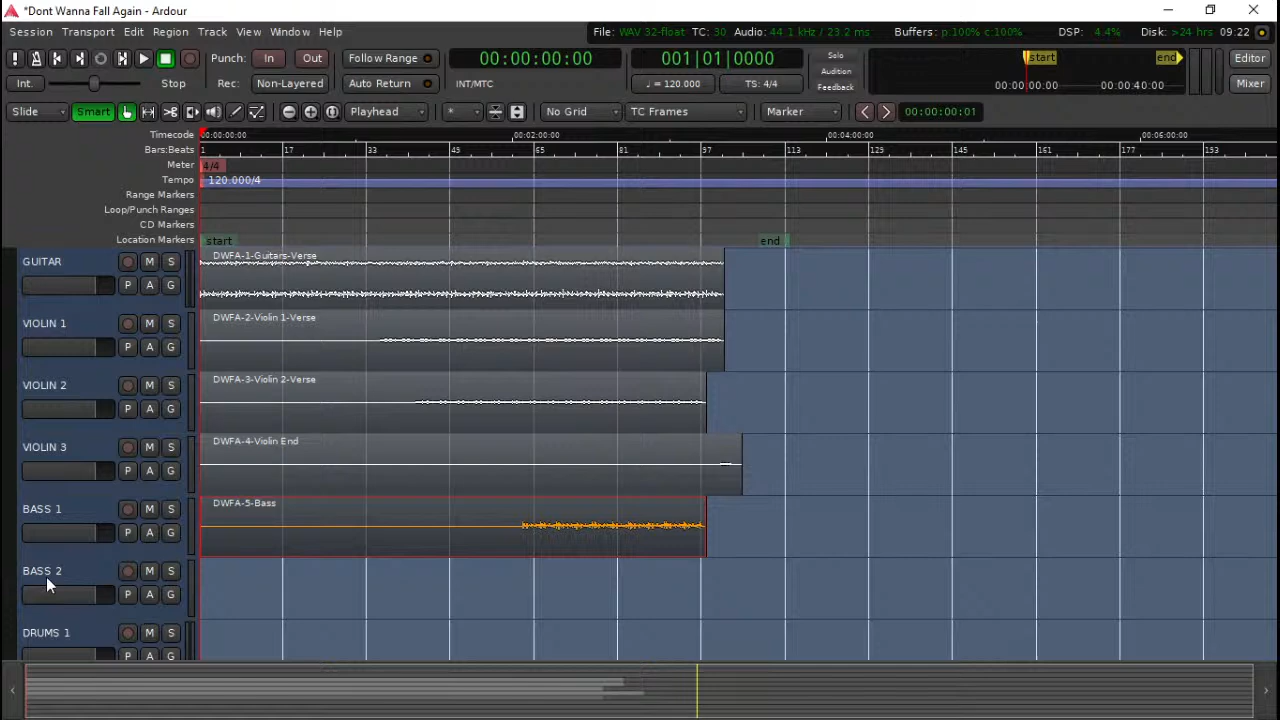 *Dont Wanna Fall Again - Ardour
Session Transport Edit Region Track View Window Help File: WAV 32-float TC: 30 Audio: 44.1 kHz / 23.2 ms Buffers: p:100% c:100% DSP: 4.4% Disk: >24 hrs 09:22
Punch: In Out Follow Range 00:00:00:00 001|01|0000 Solo Audition Feedback start end Editor
Int. Stop Rec: Non-Layered Auto Return INT/MTC ♩ = 120.000 TS: 4/4 00:00:00:00 00:00:40:00 Mixer
Slide Smart Playhead * No Grid TC Frames Marker 00:00:00:01
Timecode 00:00:00:00 00:02:00:00 00:04:00:00 00:06:00:00
Bars:Beats 1 17 33 45 65 81 97 113 129 145 161 177 193
Meter 4/4
Tempo 120.000/4
Range Markers
Loop/Punch Ranges
CD Markers
Location Markers start end
GUITAR M S DWFA-1-Guitars-Verse
P A G
VIOLIN 1 M S DWFA-2-Violin 1-Verse
P A G
VIOLIN 2 M S DWFA-3-Violin 2-Verse
P A G
VIOLIN 3 M S DWFA-4-Violin End
P A G
BASS 1 M S DWFA-5-Bass
P A G
BASS 2 M S
P A G
DRUMS 1 M S
P A G